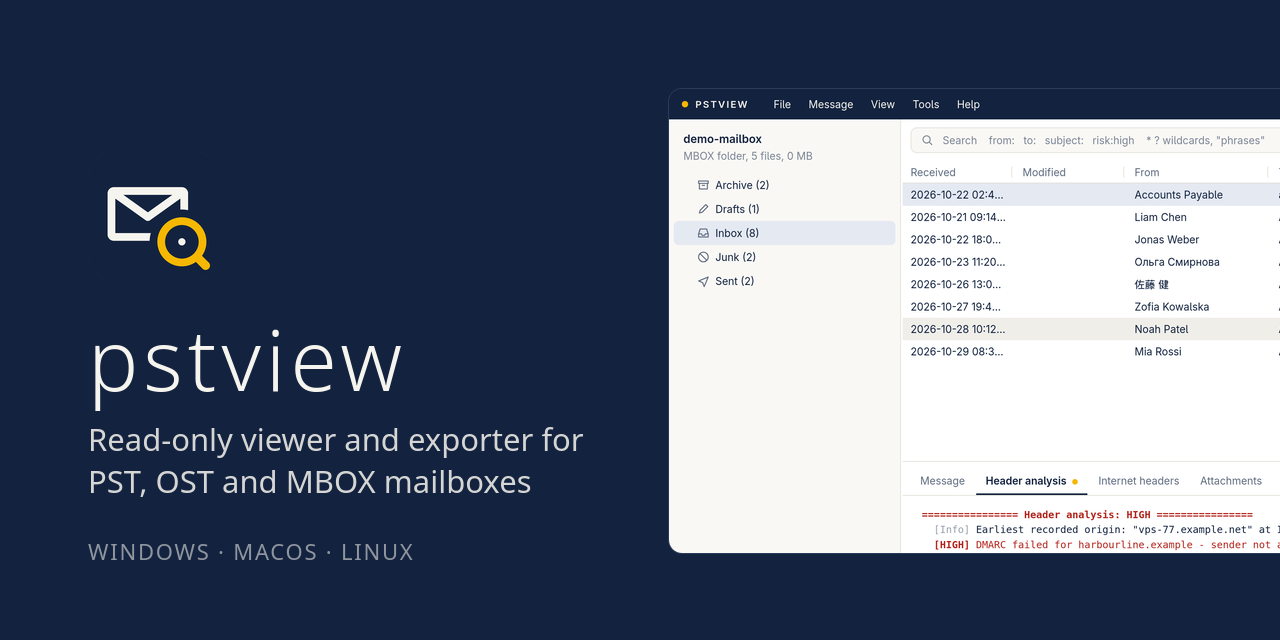 pstview
Read-only viewer and exporter for
PST, OST and MBOX mailboxes
WINDOWS · MACOS · LINUX
PSTVIEW File Message View Tools Help
demo-mailbox
MBOX folder, 5 files, 0 MB
Archive (2)
Drafts (1)
Inbox (8)
Junk (2)
Sent (2)
Search from: to: subject: risk:high * ? wildcards, "phrases"
Received Modified From
2026-10-22 02:4... Accounts Payable
2026-10-21 09:14... Liam Chen
2026-10-22 18:0... Jonas Weber
2026-10-23 11:20... Ольга Смирнова
2026-10-26 13:0... 佐藤 健
2026-10-27 19:4... Zofia Kowalska
2026-10-28 10:12... Noah Patel
2026-10-29 08:3... Mia Rossi
Message Header analysis Internet headers Attachments
================ Header analysis: HIGH ================
[Info] Earliest recorded origin: "vps-77.example.net" at
[HIGH] DMARC failed for harbourline.example - sender not